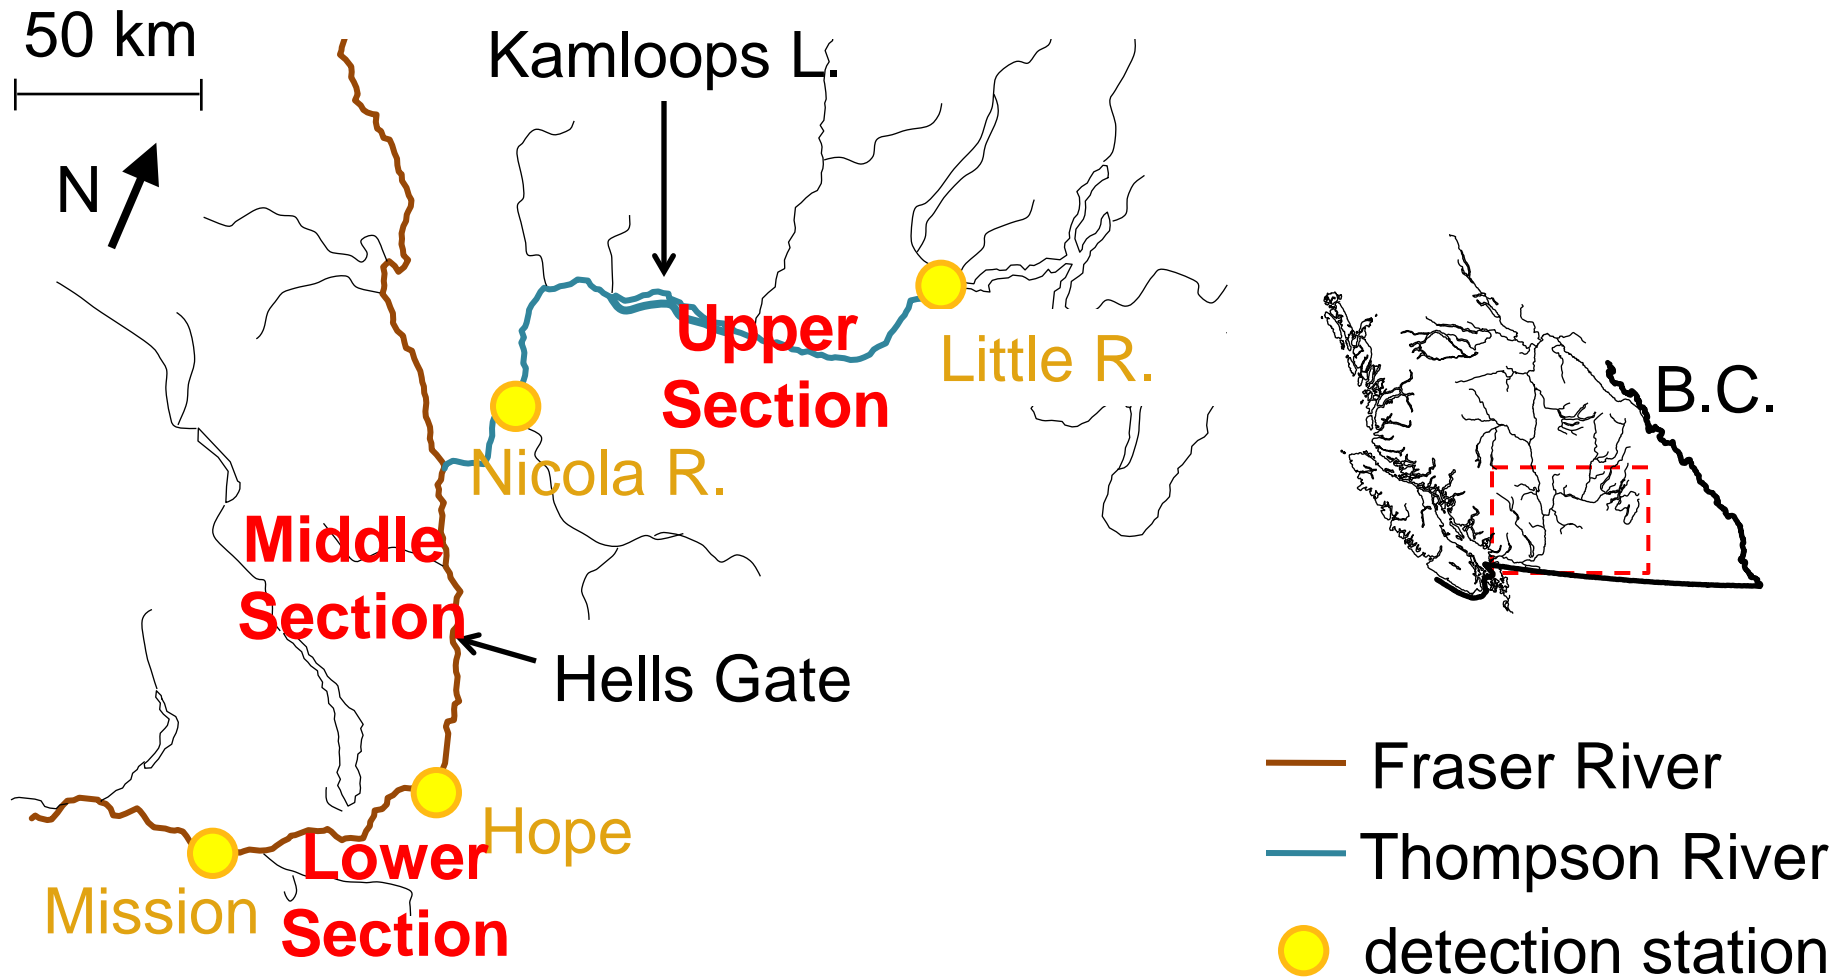 50 km
Kamloops L.
N
Upper
Section
Little R.
B.C.
Nicola R.
Middle
Section
Hells Gate
Fraser River
Hope
Thompson River
Lower
Section
Mission
detection station